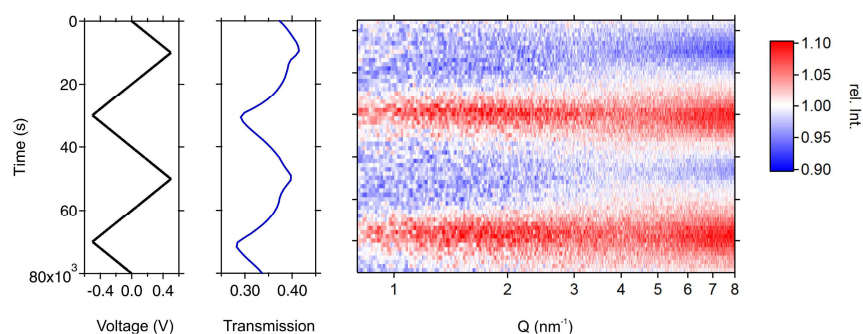 0
20
40
60
80x10³
Time (s)
-0.4 0.0 0.4
Voltage (V)
0.30 0.40
Transmission
1 2 3 4 5 6 7 8
Q (nm⁻¹)
1.10
1.05
1.00
0.95
0.90
rel. Int.